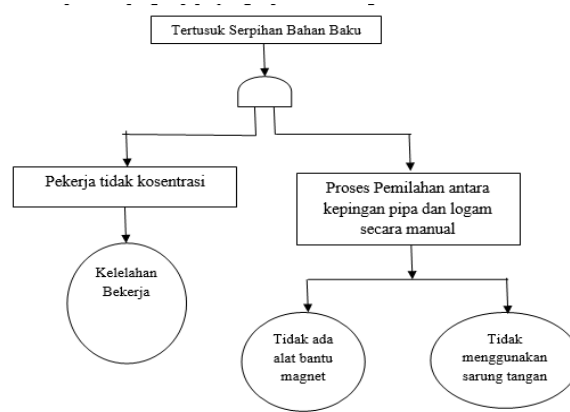 Tertusuk Serpihan Bahan Baku
Pekerja tidak kosentrasi
Proses Pemilahan antara
kepingan pipa dan logam
secara manual
Kelelahan
Bekerja
Tidak ada
alat bantu
magnet
Tidak
menggunakan
sarung tangan